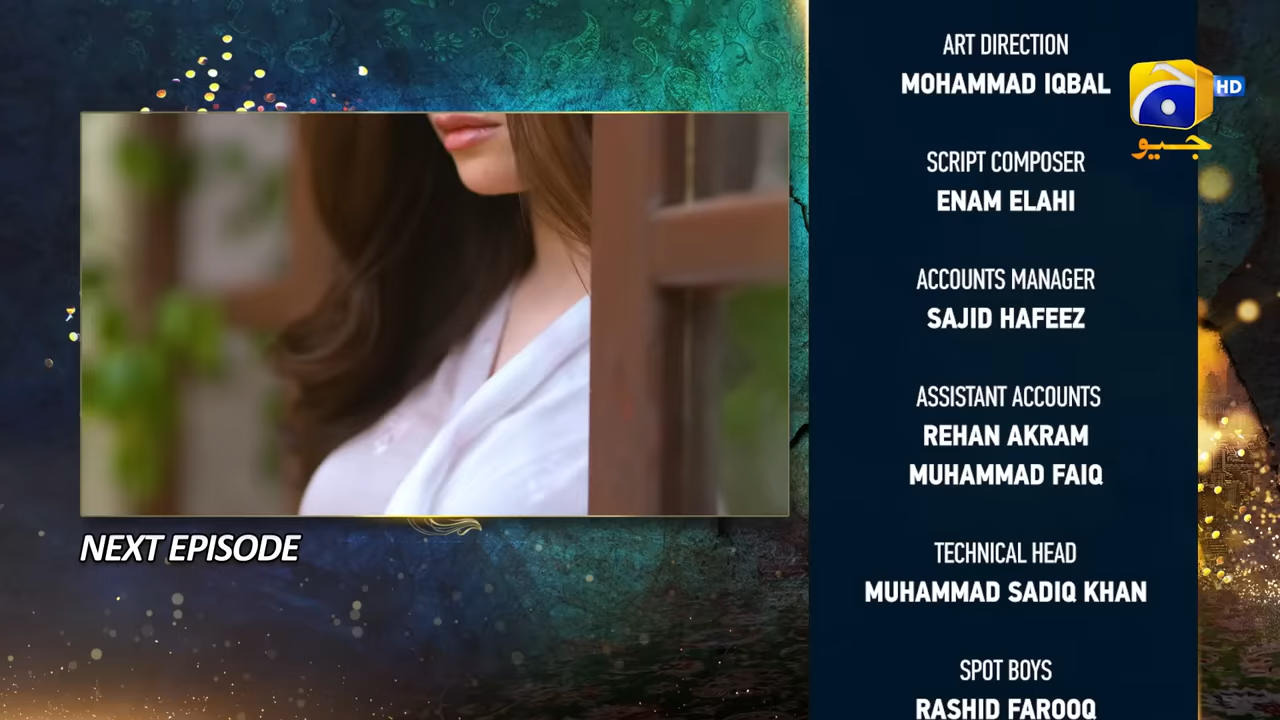 ART DIRECTION
MOHAMMAD IQBAL
HD
جیو
SCRIPT COMPOSER
ENAM ELAHI
ACCOUNTS MANAGER
SAJID HAFEEZ
ASSISTANT ACCOUNTS
REHAN AKRAM
MUHAMMAD FAIQ
NEXT EPISODE
TECHNICAL HEAD
MUHAMMAD SADIQ KHAN
SPOT BOYS
RASHID FAROOQ